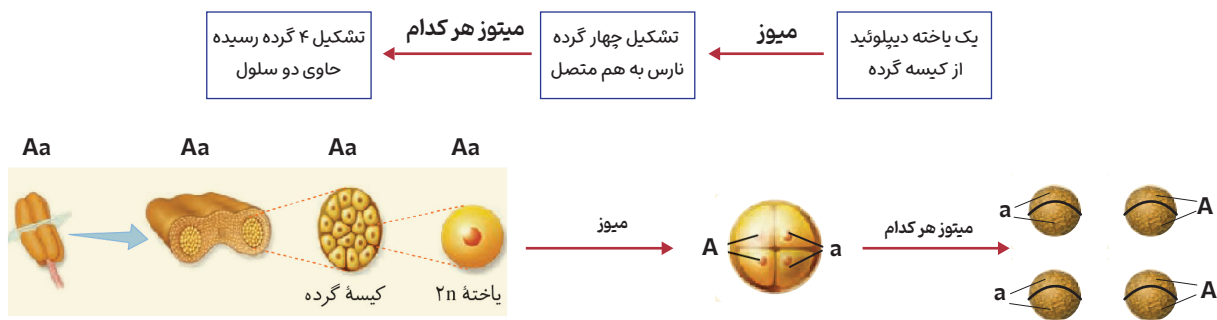 یک یاخته دیپلوئید
از کیسه گرده
میوز
تشکیل چهار گرده
نارس به هم متصل
میتوز هر کدام
تشکیل ۴ گرده رسیده
حاوی دو سلول
Aa
Aa
Aa
Aa
کیسهٔ گرده
یاختهٔ ۲n
میوز
A
a
میتوز هر کدام
a
A
a
A